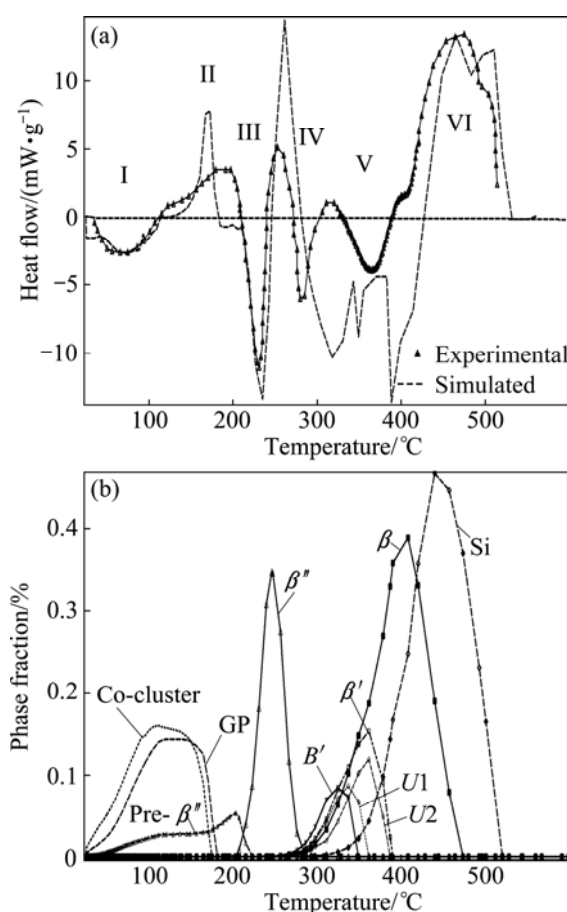 (a)
II
I
III
IV
V
VI
10
5
0
−5
−10
Heat flow/(mW•g⁻¹)
Experimental
Simulated
100 200 300 400 500
Temperature/℃
(b)
0.4
0.3
0.2
0.1
0
Phase fraction/%
Si
β
β″
Co-cluster
GP
β′
B′
Pre- β″
U1
U2
100 200 300 400 500
Temperature/℃